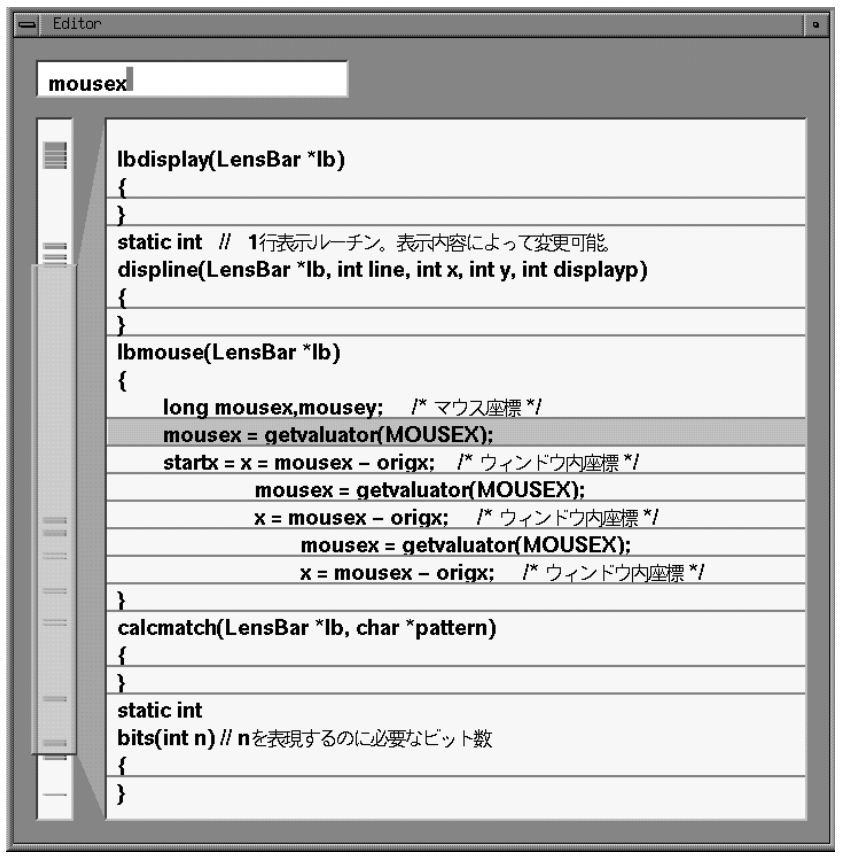 Editor
mousex
lbdisplay(LensBar *lb)
{
}
static int // 1行表示ルーチン。表示内容によって変更可能。
displine(LensBar *lb, int line, int x, int y, int displayp)
{
}
lbmouse(LensBar *lb)
{
long mousex,mousey; /* マウス座標 */
mousex = getvaluator(MOUSEX);
startx = x = mousex − origx; /* ウィンドウ内座標 */
mousex = getvaluator(MOUSEX);
x = mousex − origx; /* ウィンドウ内座標 */
mousex = getvaluator(MOUSEX);
x = mousex − origx; /* ウィンドウ内座標 */
}
calcmatch(LensBar *lb, char *pattern)
{
}
static int
bits(int n) // nを表現するのに必要なビット数
{
}